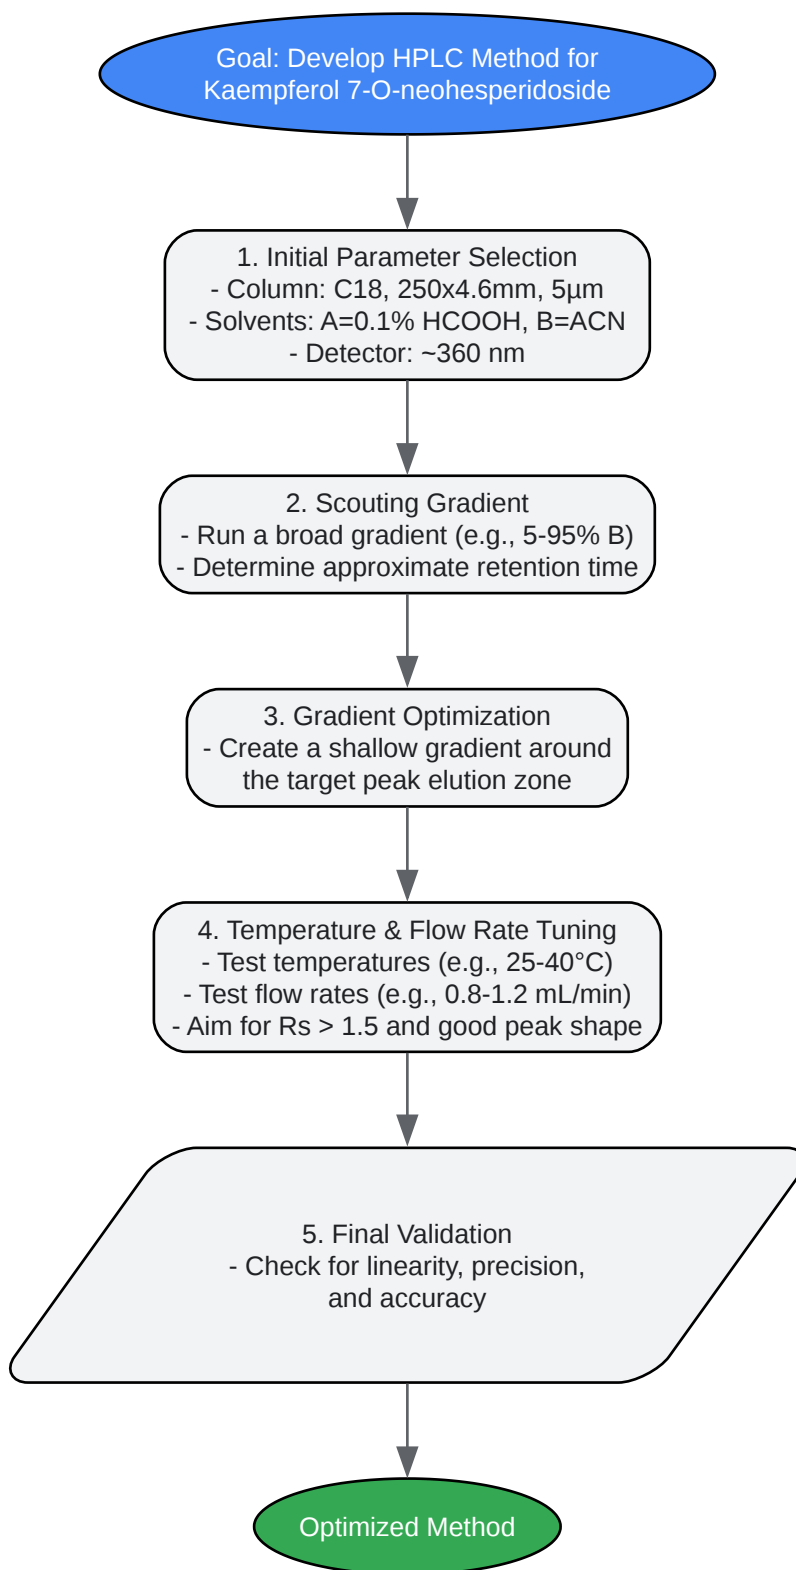 Goal: Develop HPLC Method for
Kaempferol 7-O-neohesperidoside
1. Initial Parameter Selection
- Column: C18, 250x4.6mm, 5µm
- Solvents: A=0.1% HCOOH, B=ACN
- Detector: ~360 nm
2. Scouting Gradient
- Run a broad gradient (e.g., 5-95% B)
- Determine approximate retention time
3. Gradient Optimization
- Create a shallow gradient around
the target peak elution zone
4. Temperature & Flow Rate Tuning
- Test temperatures (e.g., 25-40°C)
- Test flow rates (e.g., 0.8-1.2 mL/min)
- Aim for Rs > 1.5 and good peak shape
5. Final Validation
- Check for linearity, precision,
and accuracy
Optimized Method